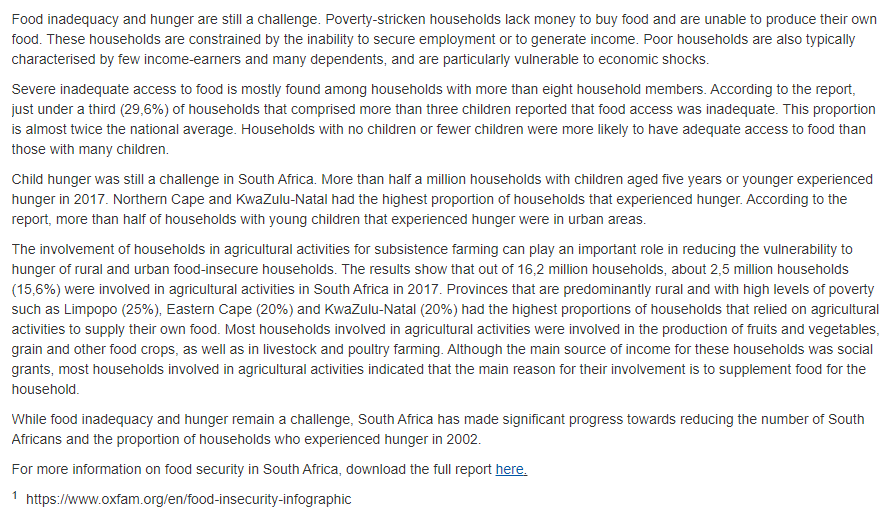 Food inadequacy and hunger are still a challenge. Poverty-stricken households lack money to buy food and are unable to produce their own
food. These households are constrained by the inability to secure employment or to generate income. Poor households are also typically
characterised by few income-earners and many dependents, and are particularly vulnerable to economic shocks.
Severe inadequate access to food is mostly found among households with more than eight household members. According to the report,
just under a third (29,6%) of households that comprised more than three children reported that food access was inadequate. This proportion
is almost twice the national average. Households with no children or fewer children were more likely to have adequate access to food than
those with many children.
Child hunger was still a challenge in South Africa. More than half a million households with children aged five years or younger experienced
hunger in 2017. Northern Cape and KwaZulu-Natal had the highest proportion of households that experienced hunger. According to the
report, more than half of households with young children that experienced hunger were in urban areas.
The involvement of households in agricultural activities for subsistence farming can play an important role in reducing the vulnerability to
hunger of rural and urban food-insecure households. The results show that out of 16,2 million households, about 2,5 million households
(15,6%) were involved in agricultural activities in South Africa in 2017. Provinces that are predominantly rural and with high levels of poverty
such as Limpopo (25%), Eastern Cape (20%) and KwaZulu-Natal (20%) had the highest proportions of households that relied on agricultural
activities to supply their own food. Most households involved in agricultural activities were involved in the production of fruits and vegetables,
grain and other food crops, as well as in livestock and poultry farming. Although the main source of income for these households was social
grants, most households involved in agricultural activities indicated that the main reason for their involvement is to supplement food for the
household.
While food inadequacy and hunger remain a challenge, South Africa has made significant progress towards reducing the number of South
Africans and the proportion of households who experienced hunger in 2002.
For more information on food security in South Africa, download the full report here.
1 https://www.oxfam.org/en/food-insecurity-infographic